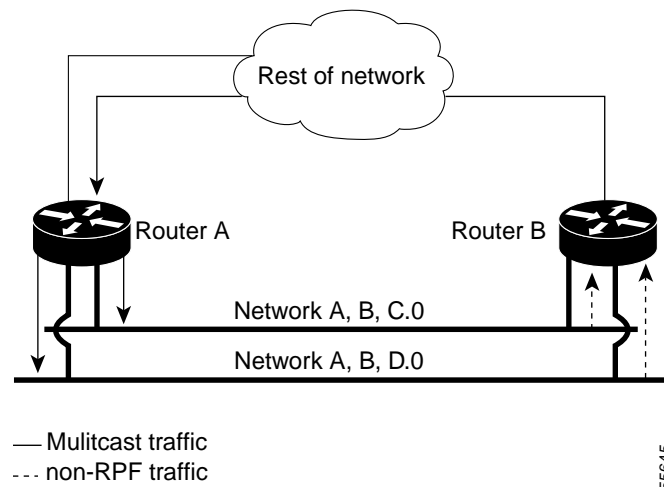 Rest of network
Router A
Router B
Network A, B, C.0
Network A, B, D.0
Mulitcast traffic
non-RPF traffic